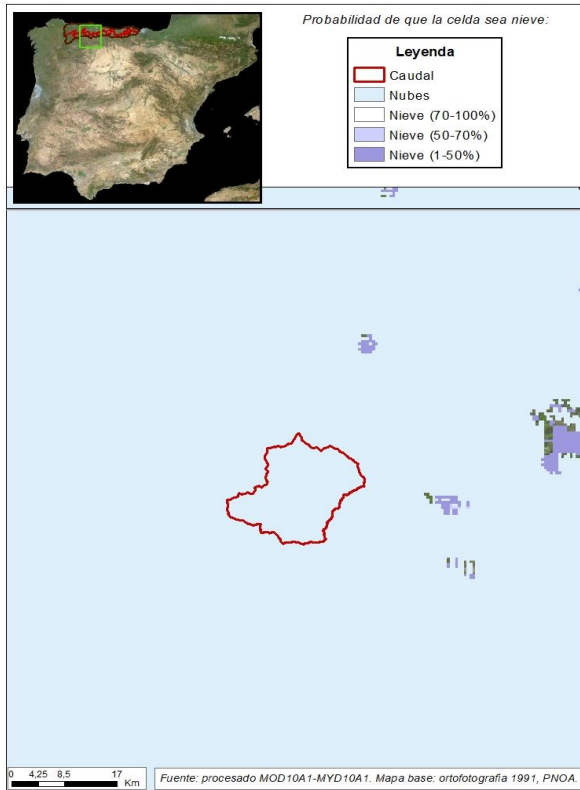 Probabilidad de que la celda sea nieve:
Leyenda
Caudal
Nubes
Nieve (70-100%)
Nieve (50-70%)
Nieve (1-50%)
0 4,25 8,5 17
Km
Fuente: procesado MOD10A1-MYD10A1. Mapa base: ortofotografia 1991, PNOA.